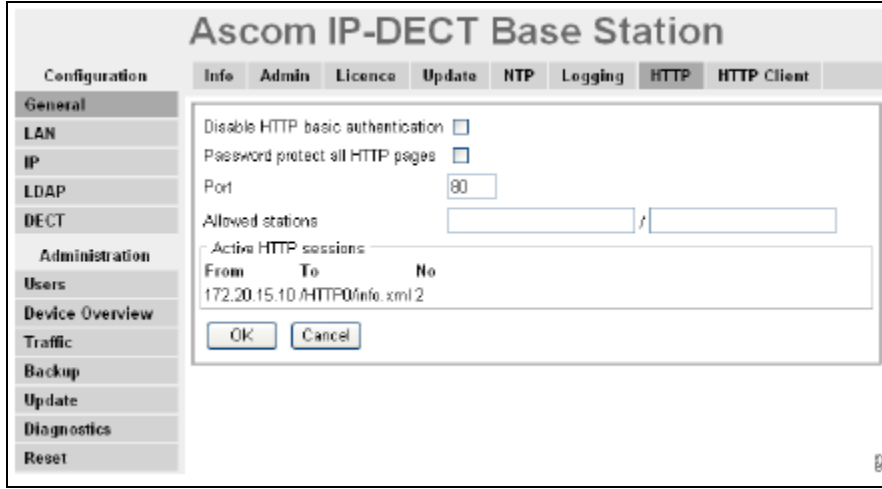 Ascom IP-DECT Base Station
Configuration
Info Admin Licence Update NTP Logging HTTP HTTP Client
General
LAN
IP
LDAP
DECT
Administration
Users
Device Overview
Traffic
Backup
Update
Diagnostics
Reset
Disable HTTP basic authentication
Password protect all HTTP pages
Port 80
Allowed stations /
Active HTTP sessions
From To No
172.20.15.10 /HTTP0/info.xml 2
OK Cancel